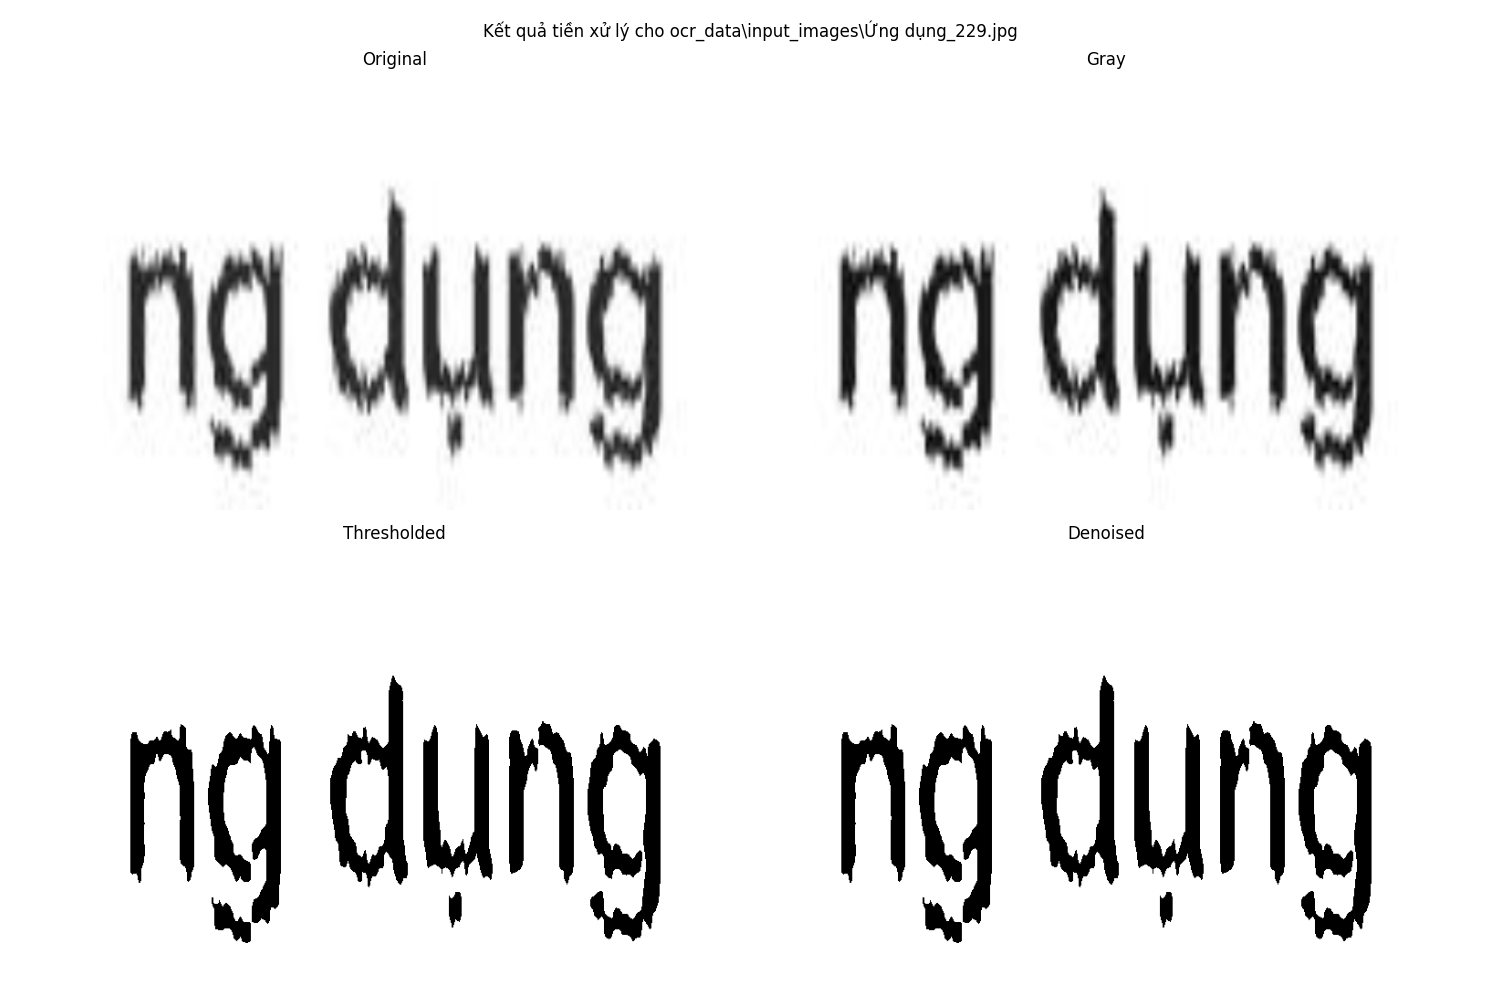 Kết quả tiền xử lý cho ocr_data\input_images\Ứng dụng_229.jpg
Original
Gray
ng dụng
ng dụng
Thresholded
Denoised
ng dụng
ng dụng